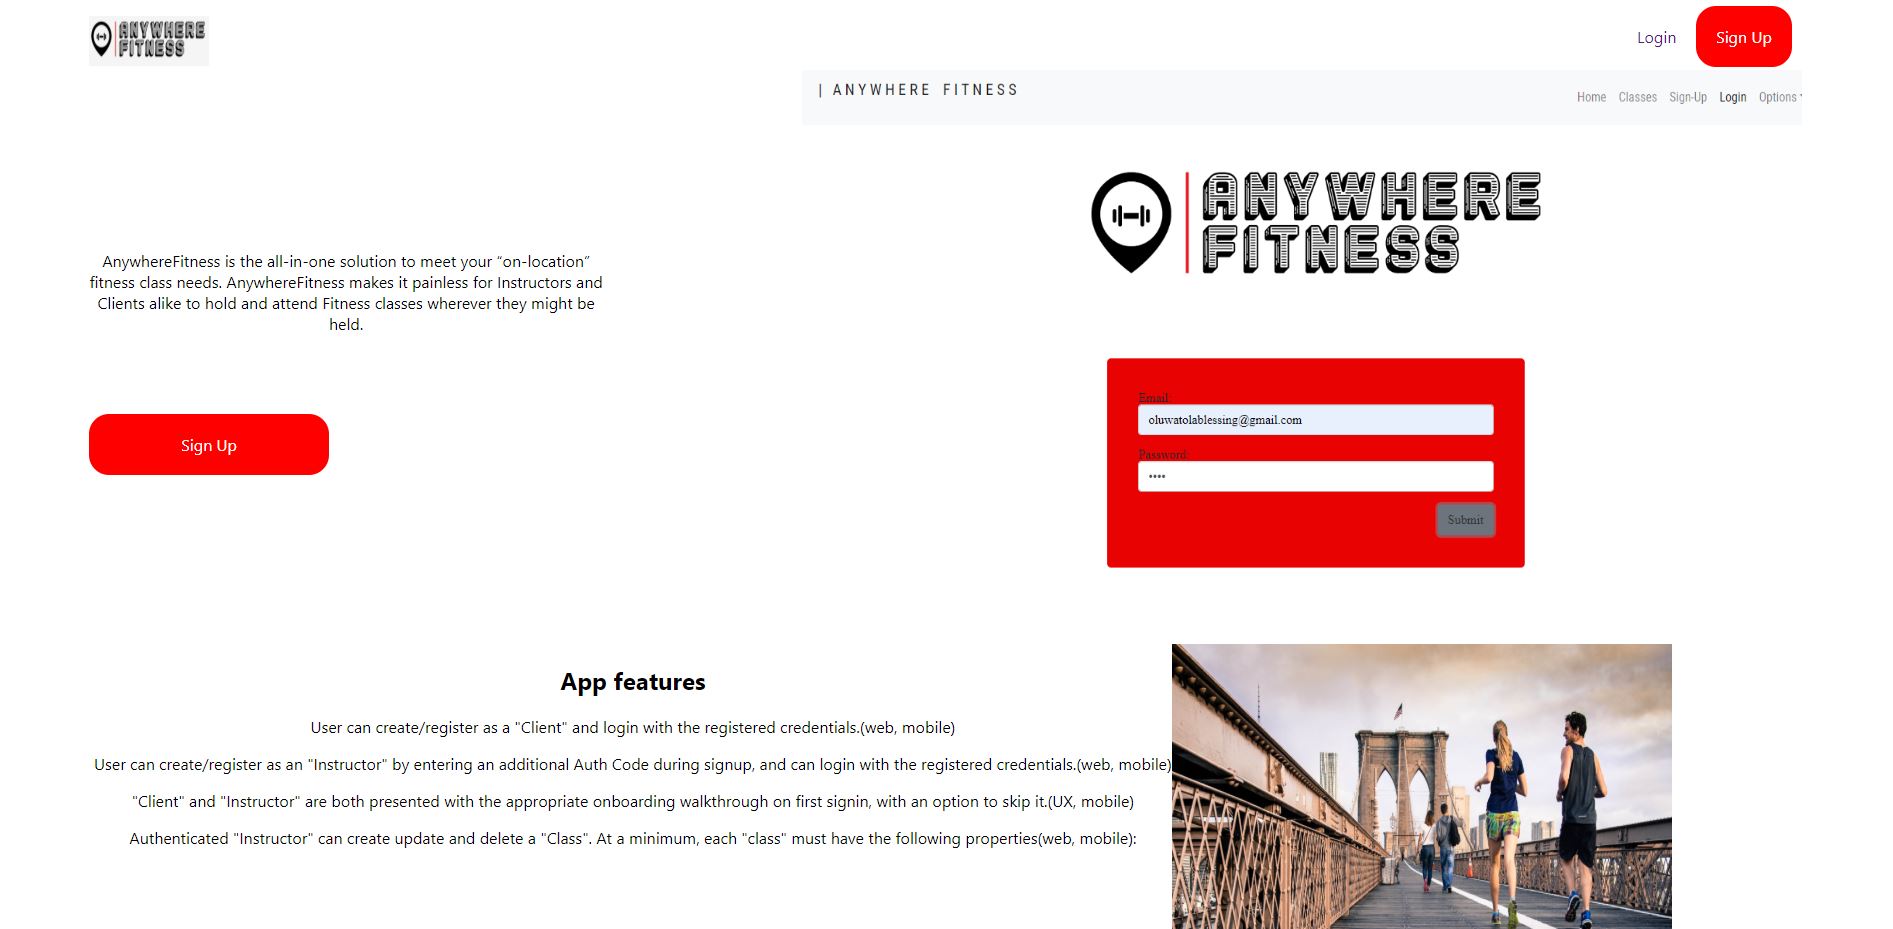 ANYWHERE
FITNESS
Login
Sign Up
| ANYWHERE FITNESS
Home Classes Sign-Up Login Options
ANYWHERE
FITNESS
AnywhereFitness is the all-in-one solution to meet your “on-location”
fitness class needs. AnywhereFitness makes it painless for Instructors and
Clients alike to hold and attend Fitness classes wherever they might be
held.
Sign Up
Email:
oluwatolablessing@gmail.com
Password:
••••
Submit
App features
User can create/register as a "Client" and login with the registered credentials.(web, mobile)
User can create/register as an "Instructor" by entering an additional Auth Code during signup, and can login with the registered credentials.(web, mobile)
"Client" and "Instructor" are both presented with the appropriate onboarding walkthrough on first signin, with an option to skip it.(UX, mobile)
Authenticated "Instructor" can create update and delete a "Class". At a minimum, each "class" must have the following properties(web, mobile):